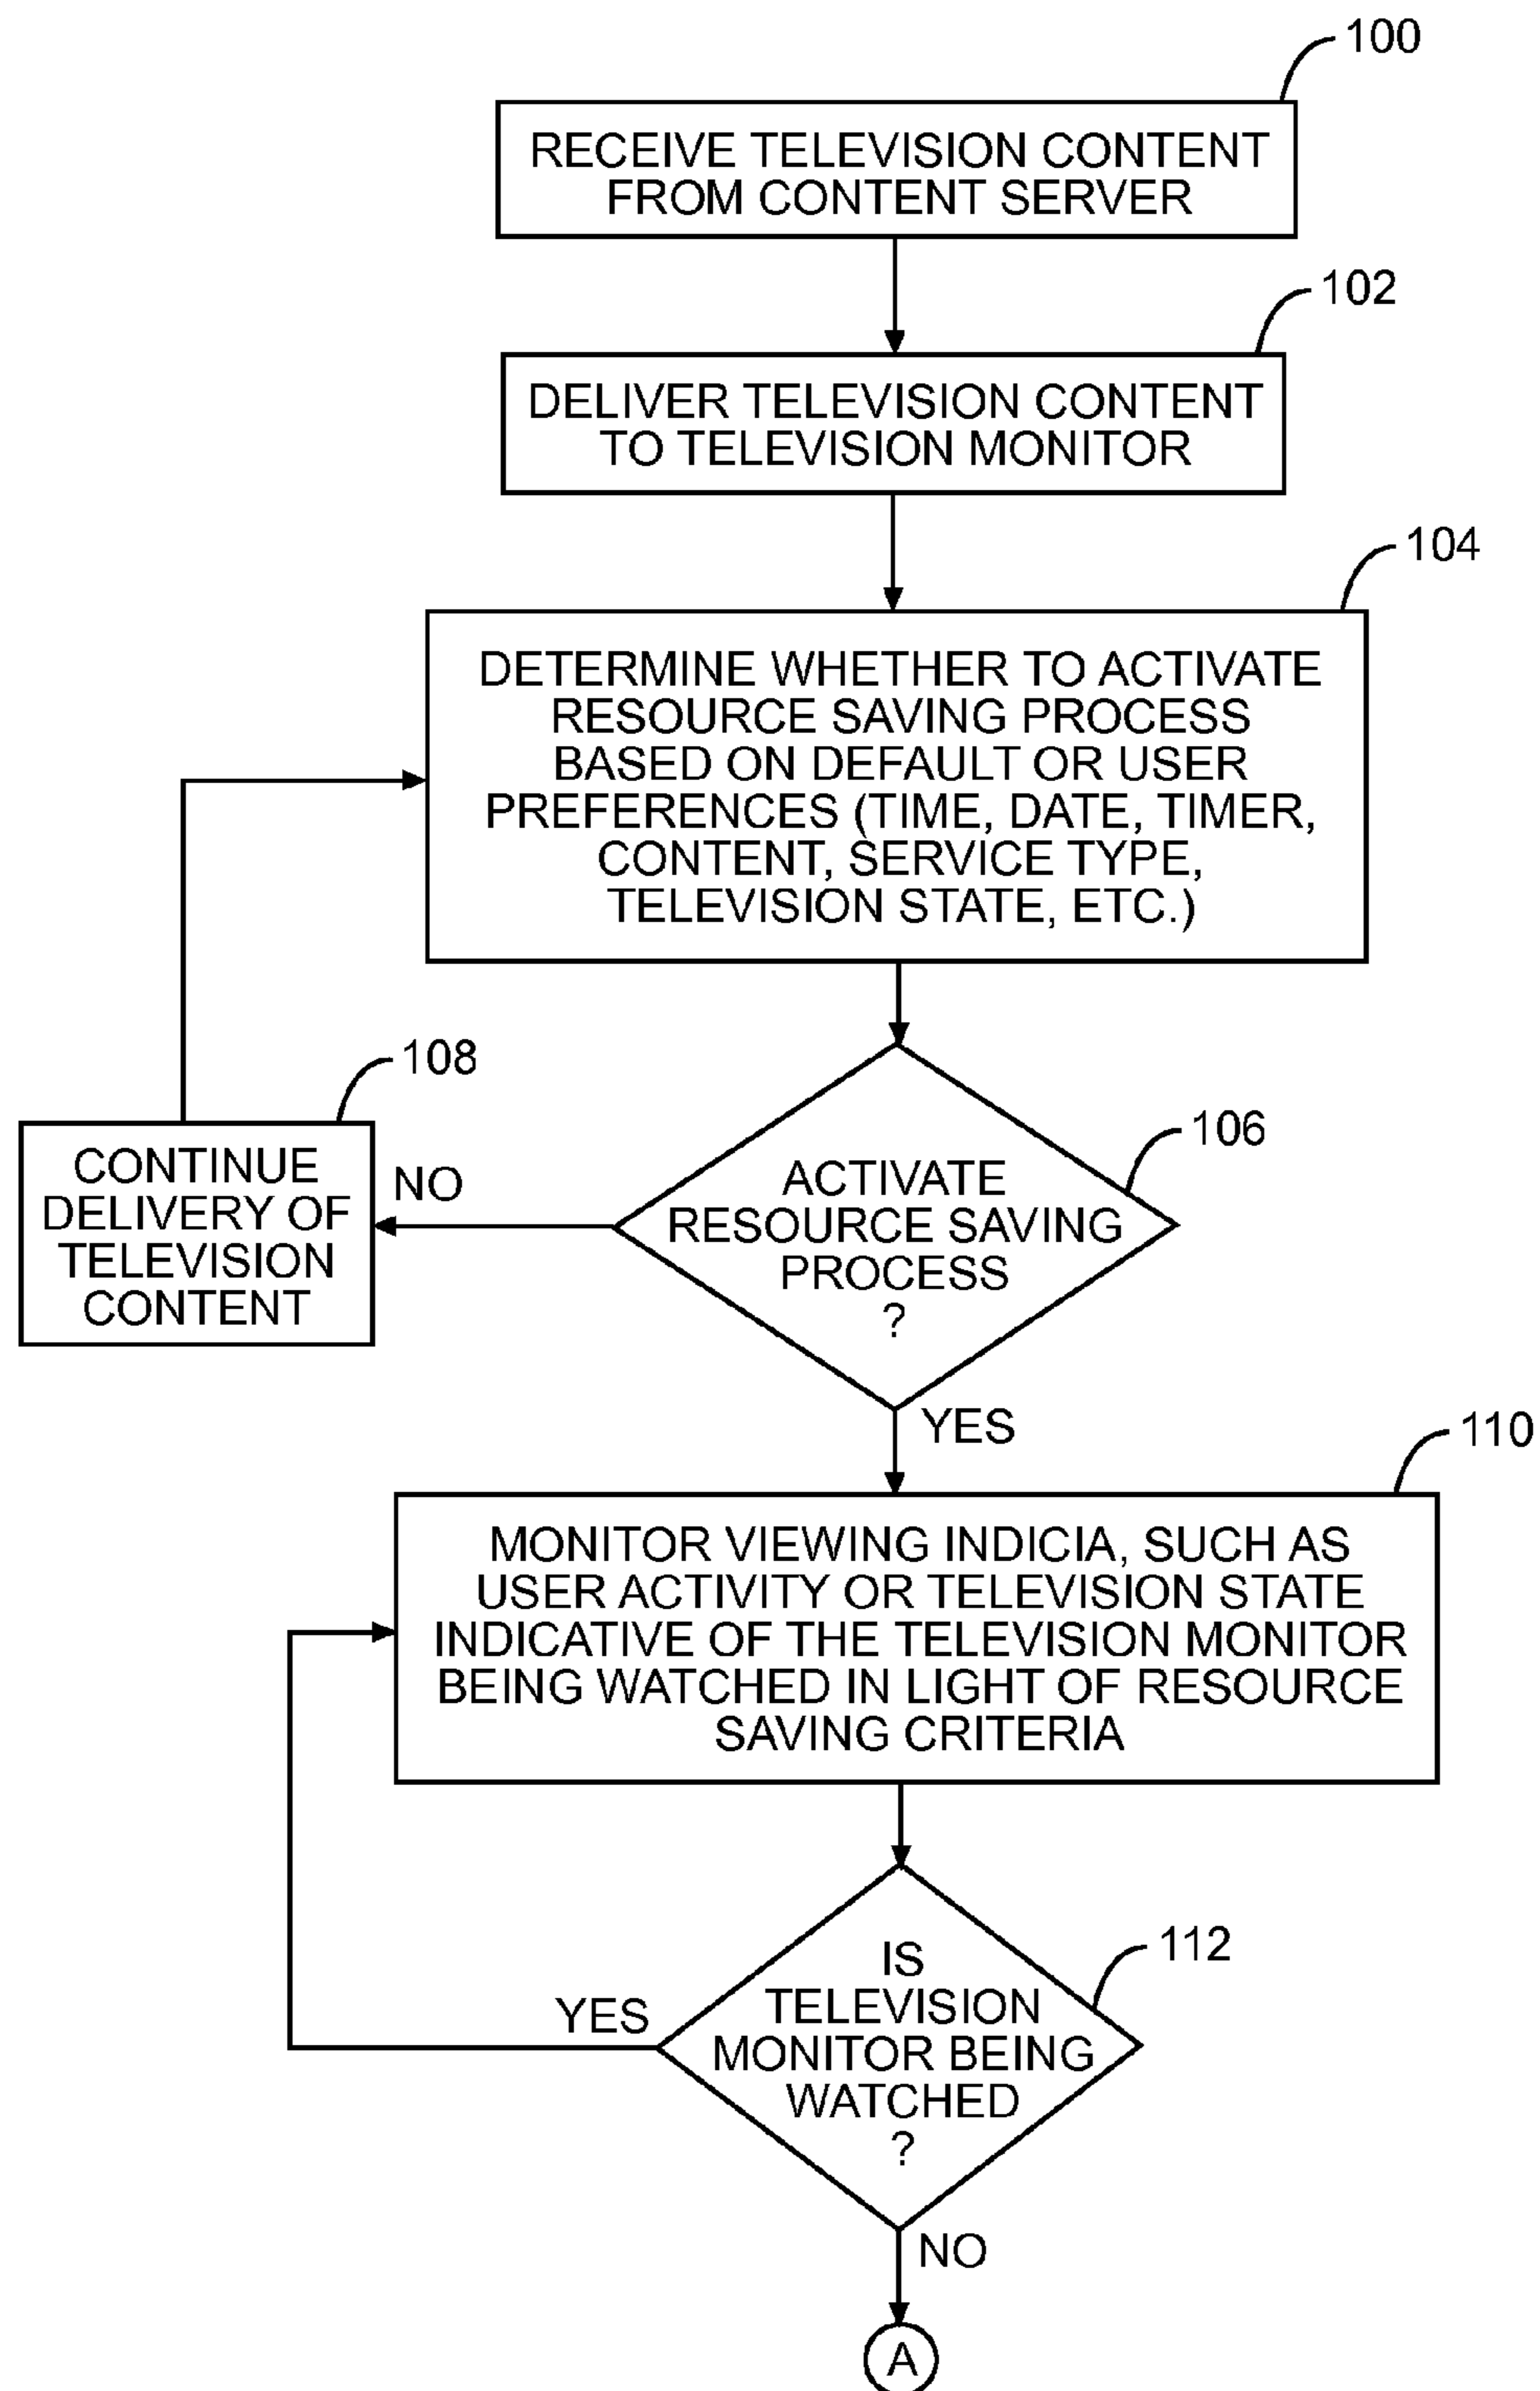 100
RECEIVE TELEVISION CONTENT
FROM CONTENT SERVER
102
DELIVER TELEVISION CONTENT
TO TELEVISION MONITOR
104
DETERMINE WHETHER TO ACTIVATE
RESOURCE SAVING PROCESS
BASED ON DEFAULT OR USER
PREFERENCES (TIME, DATE, TIMER,
CONTENT, SERVICE TYPE,
TELEVISION STATE, ETC.)
108
CONTINUE
DELIVERY OF
TELEVISION
CONTENT
NO
106
ACTIVATE
RESOURCE SAVING
PROCESS
?
YES
110
MONITOR VIEWING INDICIA, SUCH AS
USER ACTIVITY OR TELEVISION STATE
INDICATIVE OF THE TELEVISION MONITOR
BEING WATCHED IN LIGHT OF RESOURCE
SAVING CRITERIA
112
IS
TELEVISION
MONITOR BEING
WATCHED
?
YES
NO
A